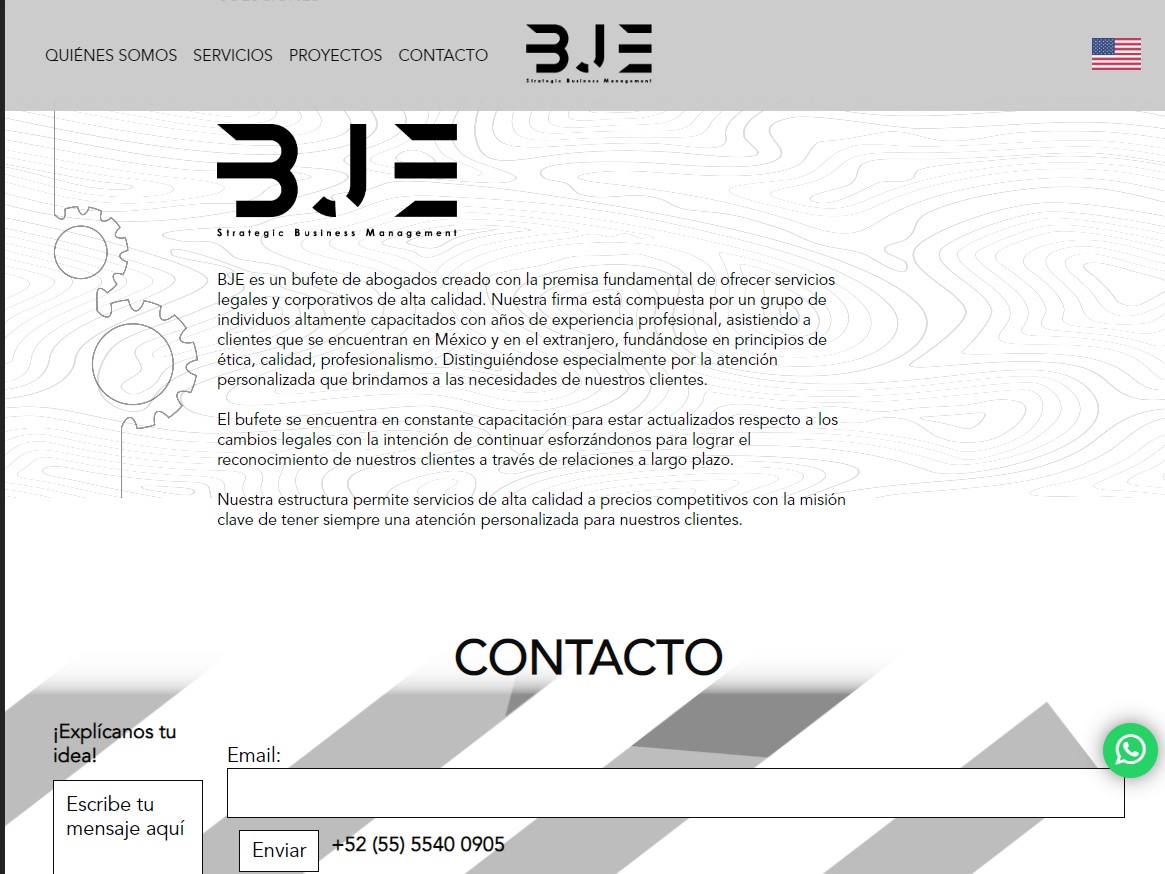 QUIÉNES SOMOS SERVICIOS PROYECTOS CONTACTO
BJE
Strategic Business Management
BJE
Strategic Business Management
BJE es un bufete de abogados creado con la premisa fundamental de ofrecer servicios
legales y corporativos de alta calidad. Nuestra firma está compuesta por un grupo de
individuos altamente capacitados con años de experiencia profesional, asistiendo a
clientes que se encuentran en México y en el extranjero, fundándose en principios de
ética, calidad, profesionalismo. Distinguiéndose especialmente por la atención
personalizada que brindamos a las necesidades de nuestros clientes.
El bufete se encuentra en constante capacitación para estar actualizados respecto a los
cambios legales con la intención de continuar esforzándonos para lograr el
reconocimiento de nuestros clientes a través de relaciones a largo plazo.
Nuestra estructura permite servicios de alta calidad a precios competitivos con la misión
clave de tener siempre una atención personalizada para nuestros clientes.
CONTACTO
¡Explícanos tu
idea!
Escribe tu
mensaje aquí
Email:
Enviar
+52 (55) 5540 0905